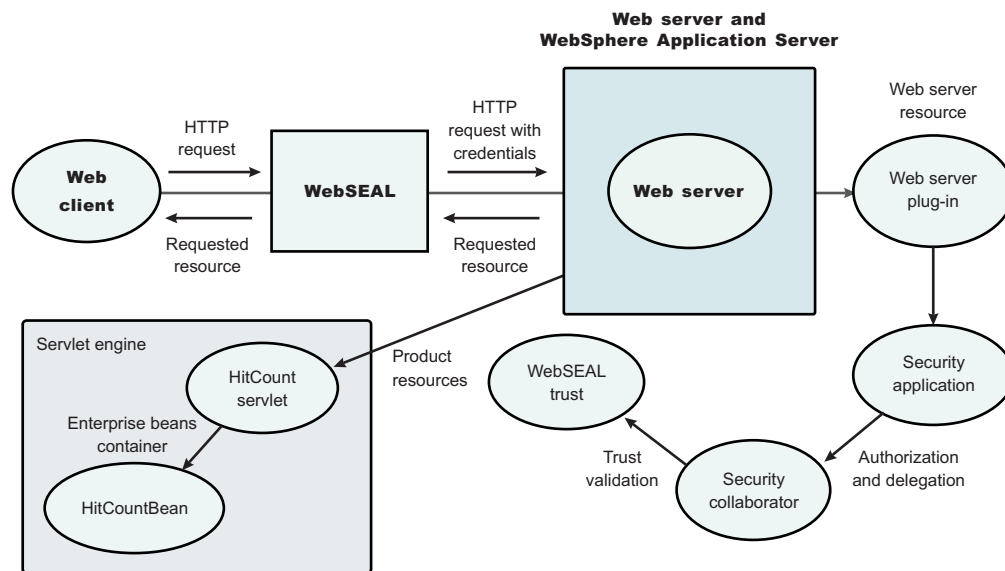 Web server and
WebSphere Application Server
Web server
resource
HTTP
request
HTTP
request with
credentials
Web
client
WebSEAL
Web server
Web server
plug-in
Requested
resource
Requested
resource
Servlet engine
HitCount
servlet
Product
resources
WebSEAL
trust
Security
application
Enterprise beans
container
HitCountBean
Trust
validation
Security
collaborator
Authorization
and delegation